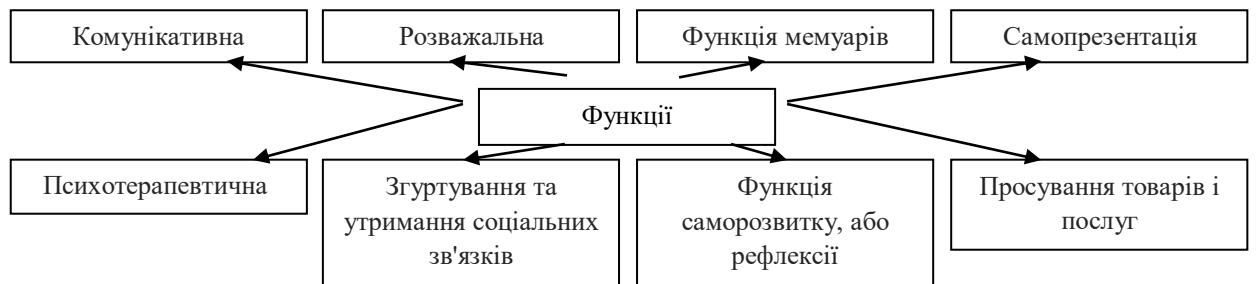 Комунікативна
Розважальна
Функція мемуарів
Самопрезентація
Функції
Психотерапевтична
Згуртування та
утримання соціальних
зв'язків
Функція
саморозвитку, або
рефлексії
Просування товарів і
послуг